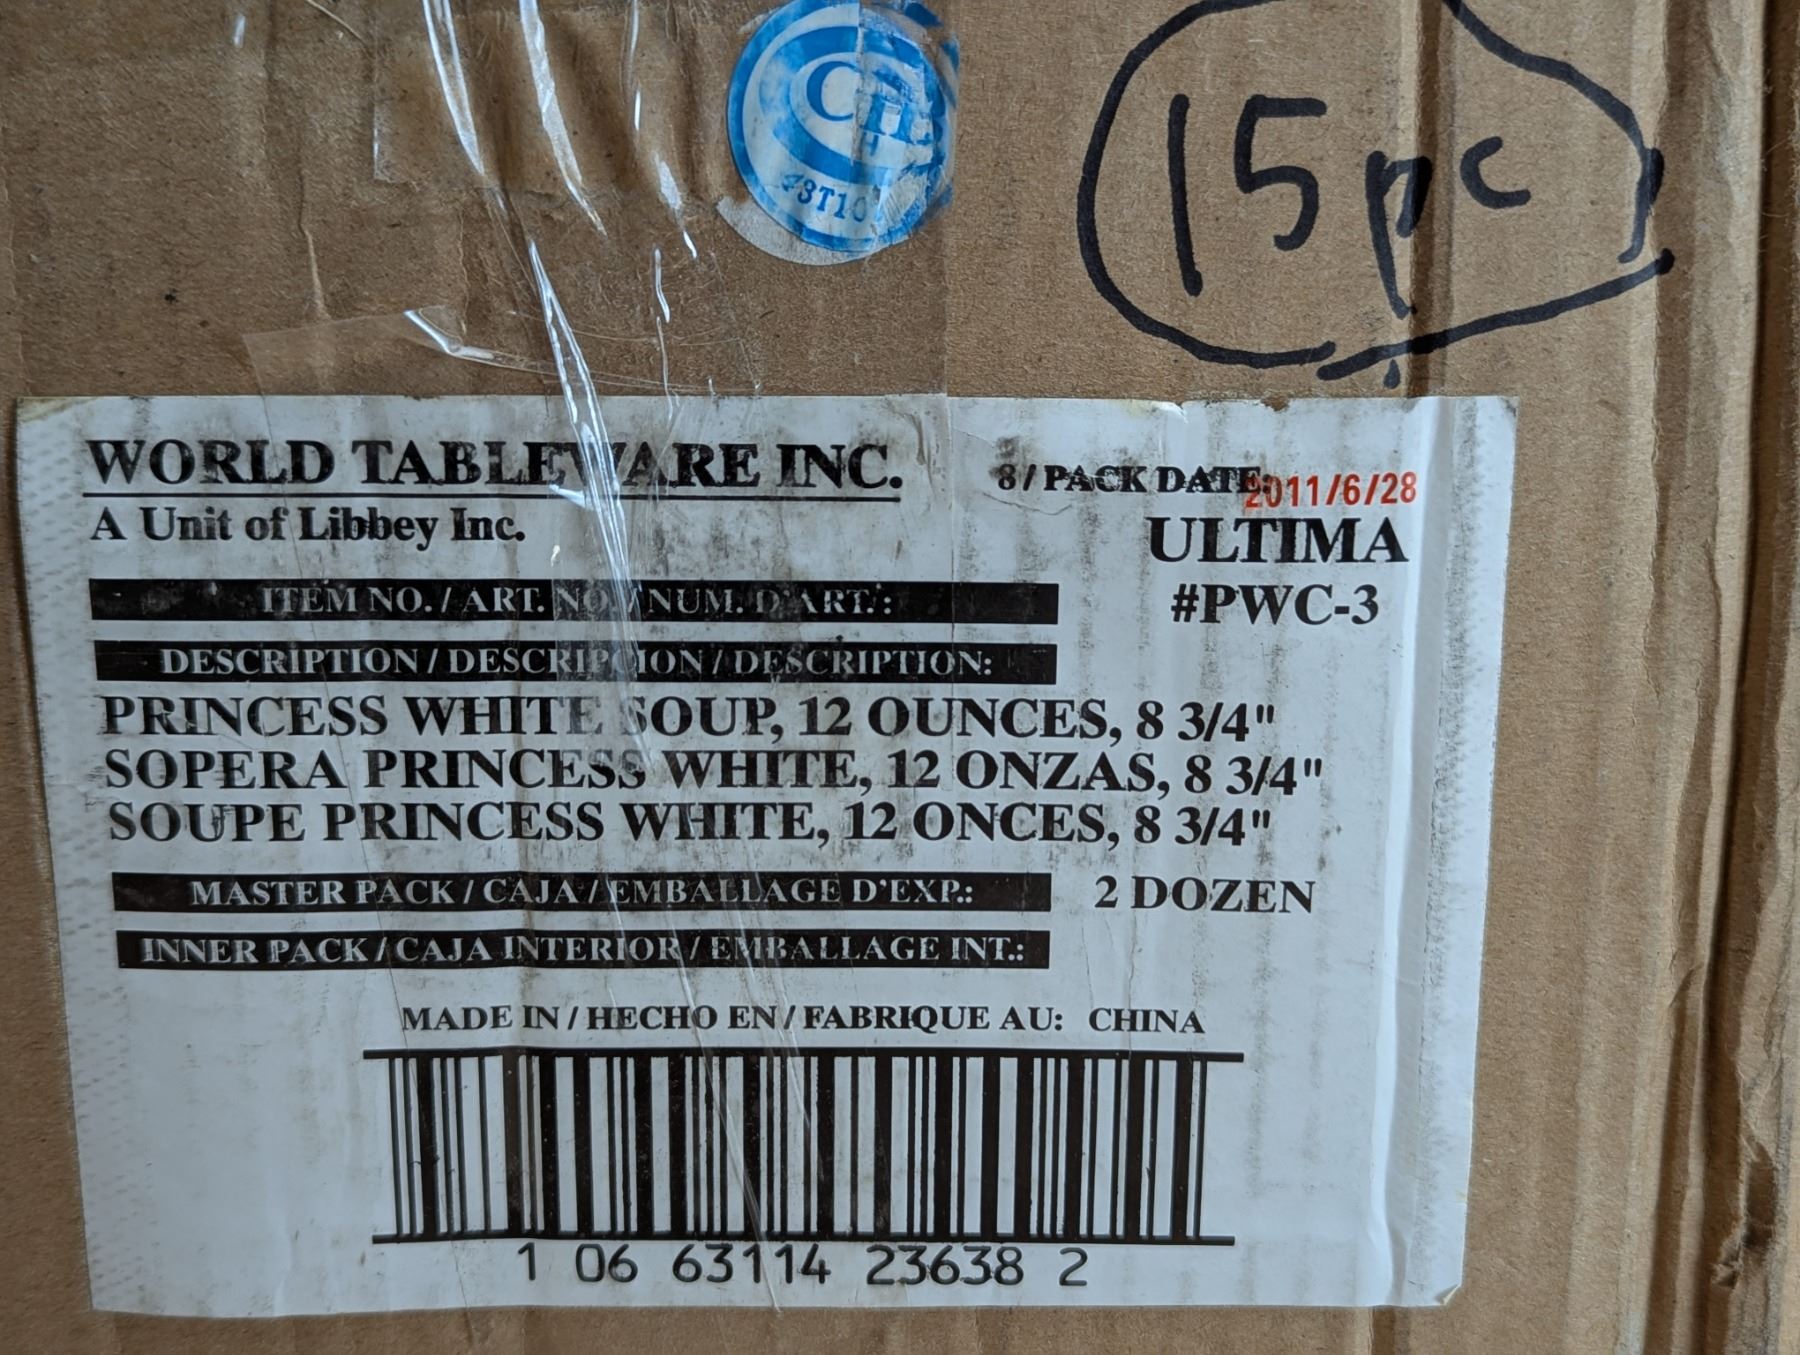 15pc
WORLD TABLEWARE INC.
8/ PACK DATE: 2011/6/28
A Unit of Libbey Inc.
ULTIMA
ITEM NO. / ART. NO. / NUM. D'ART.:
#PWC-3
DESCRIPTION / DESCRIPCION / DESCRIPTION:
PRINCESS WHITE SOUP, 12 OUNCES, 8 3/4"
SOPERA PRINCESS WHITE, 12 ONZAS, 8 3/4"
SOUPE PRINCESS WHITE, 12 ONCES, 8 3/4"
MASTER PACK / CAJA / EMBALLAGE D'EXP.: 2 DOZEN
INNER PACK / CAJA INTERIOR / EMBALLAGE INT.:
MADE IN / HECHO EN / FABRIQUE AU: CHINA
1 06 63114 23638 2